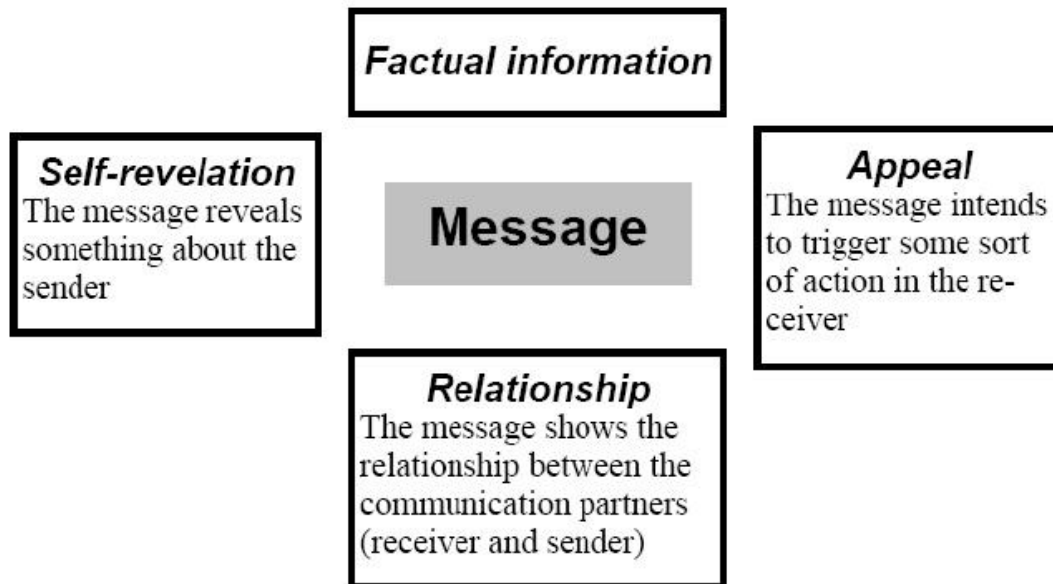 Factual information
Self-revelation
The message reveals
something about the
sender
Message
Appeal
The message intends
to trigger some sort
of action in the re-
ceiver
Relationship
The message shows the
relationship between the
communication partners
(receiver and sender)